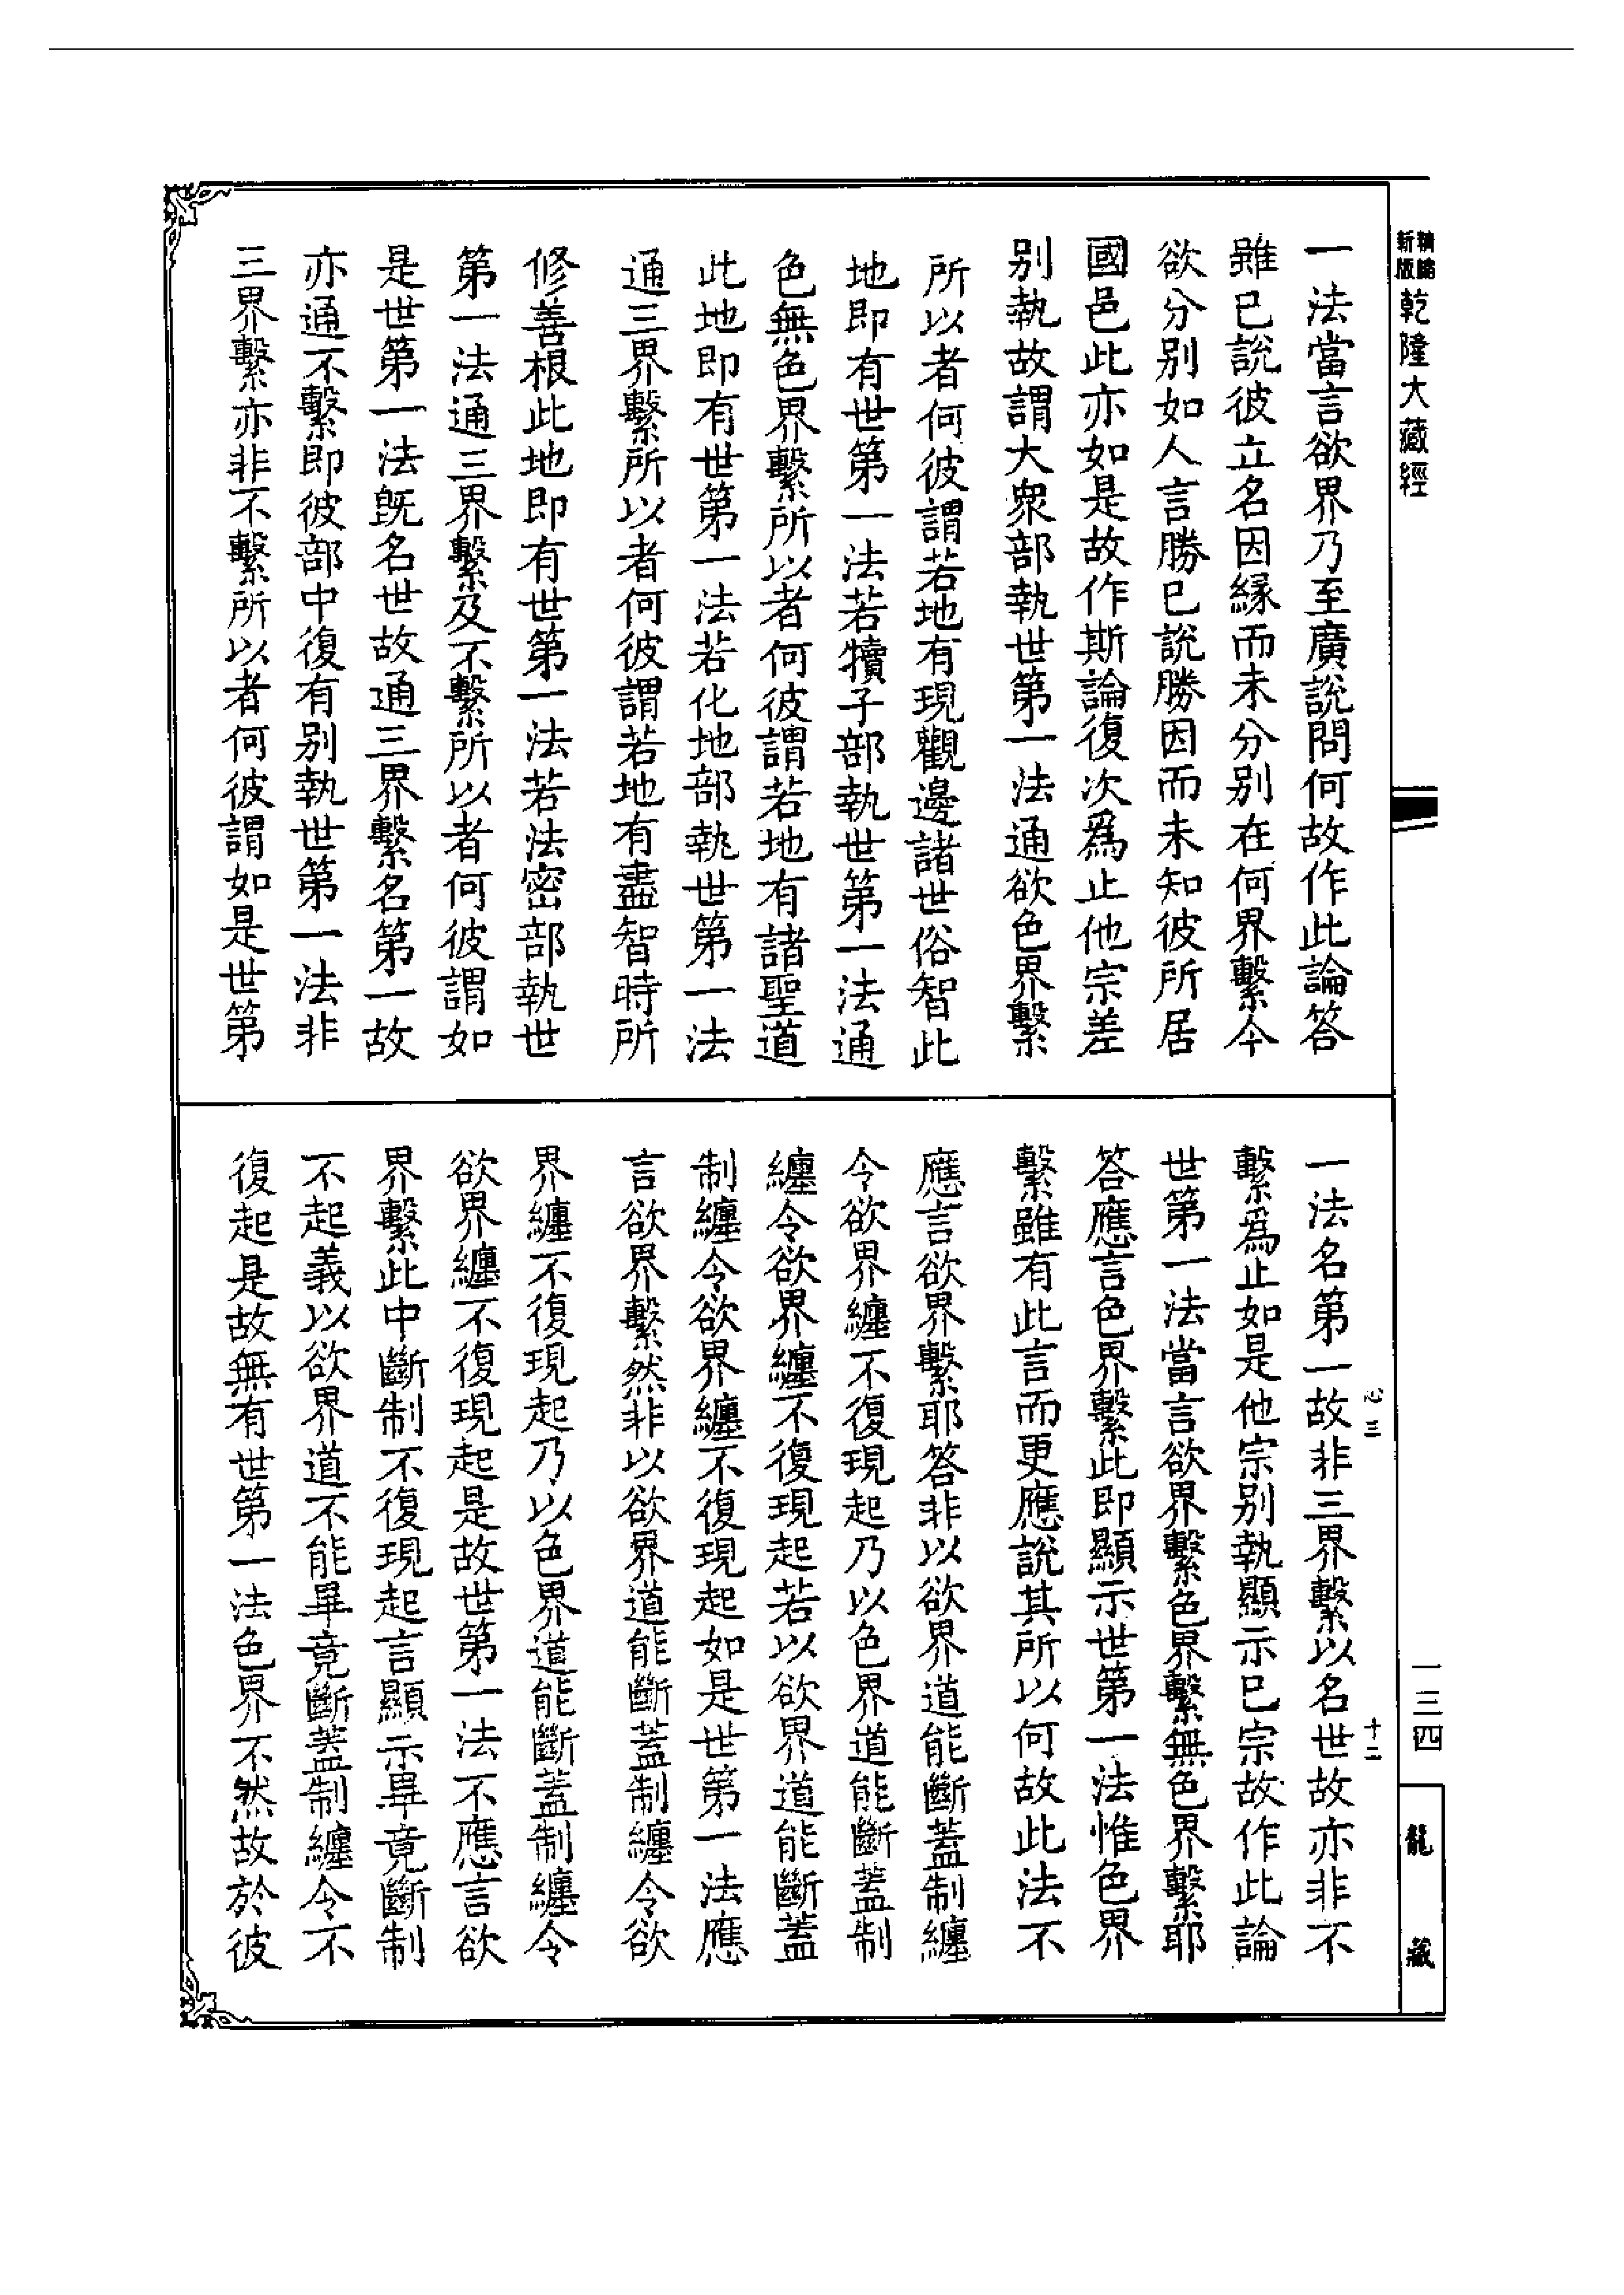 新版精縮乾隆大藏經
一法當言欲界乃至廣說問何故作此論答
雖已說彼立名因緣而未分别在何界繫今
欲分别如人言勝已說勝因而未知彼所居
國邑此亦如是故作斯論復次爲止他宗差
别執故謂大衆部執世第一法通欲色界繫
所以者何彼謂若地有現觀邊諸世俗智此
地即有世第一法若犢子部執世第一法通
色無色界繫所以者何彼謂若地有諸聖道
此地即有世第一法若化地部執世第一法
通三界繫所以者何彼謂若地有盡智時所
修善根此地即有世第一法若法密部執世
第一法通三界繫及不繫所以者何彼謂如
是世第一法旣名世故通三界繫名第一故
亦通不繫即彼部中復有别執世第一法非
三界繫亦非不繫所以者何彼謂如是世第
一法名第一故非三界繫以名世故亦非不
繫爲止如是他宗别執顯示已宗故作此論
世第一法當言欲界繫色界繫無色界繫耶
答應言色界繫此即顯示世第一法惟色界
繫雖有此言而更應說其所以何故此法不
應言欲界繫耶答非以欲界道能斷蓋制纏
令欲界纏不復現起乃以色界道能斷蓋制
纏令欲界纏不復現起若以欲界道能斷蓋
制纏令欲界纏不復現起如是世第一法應
言欲界繫然非以欲界道能斷蓋制纏令欲
界纏不復現起乃以色界道能斷蓋制纏令
欲界纏不復現起是故世第一法不應言欲
界繫此中斷制不復現起言顯示畢竟斷制
不起義以欲界道不能畢竟斷蓋制纏令不
復起是故無有世第一法色界不然故於彼
心三
十二
一三四
龍藏